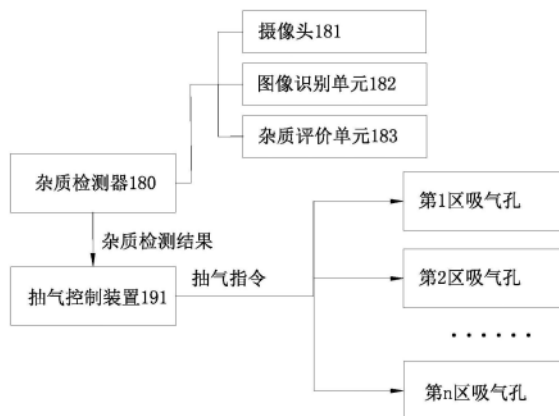 摄像头181
图像识别单元182
杂质评价单元183
杂质检测器180
杂质检测结果
抽气控制装置191
抽气指令
第1区吸气孔
第2区吸气孔
······
第n区吸气孔